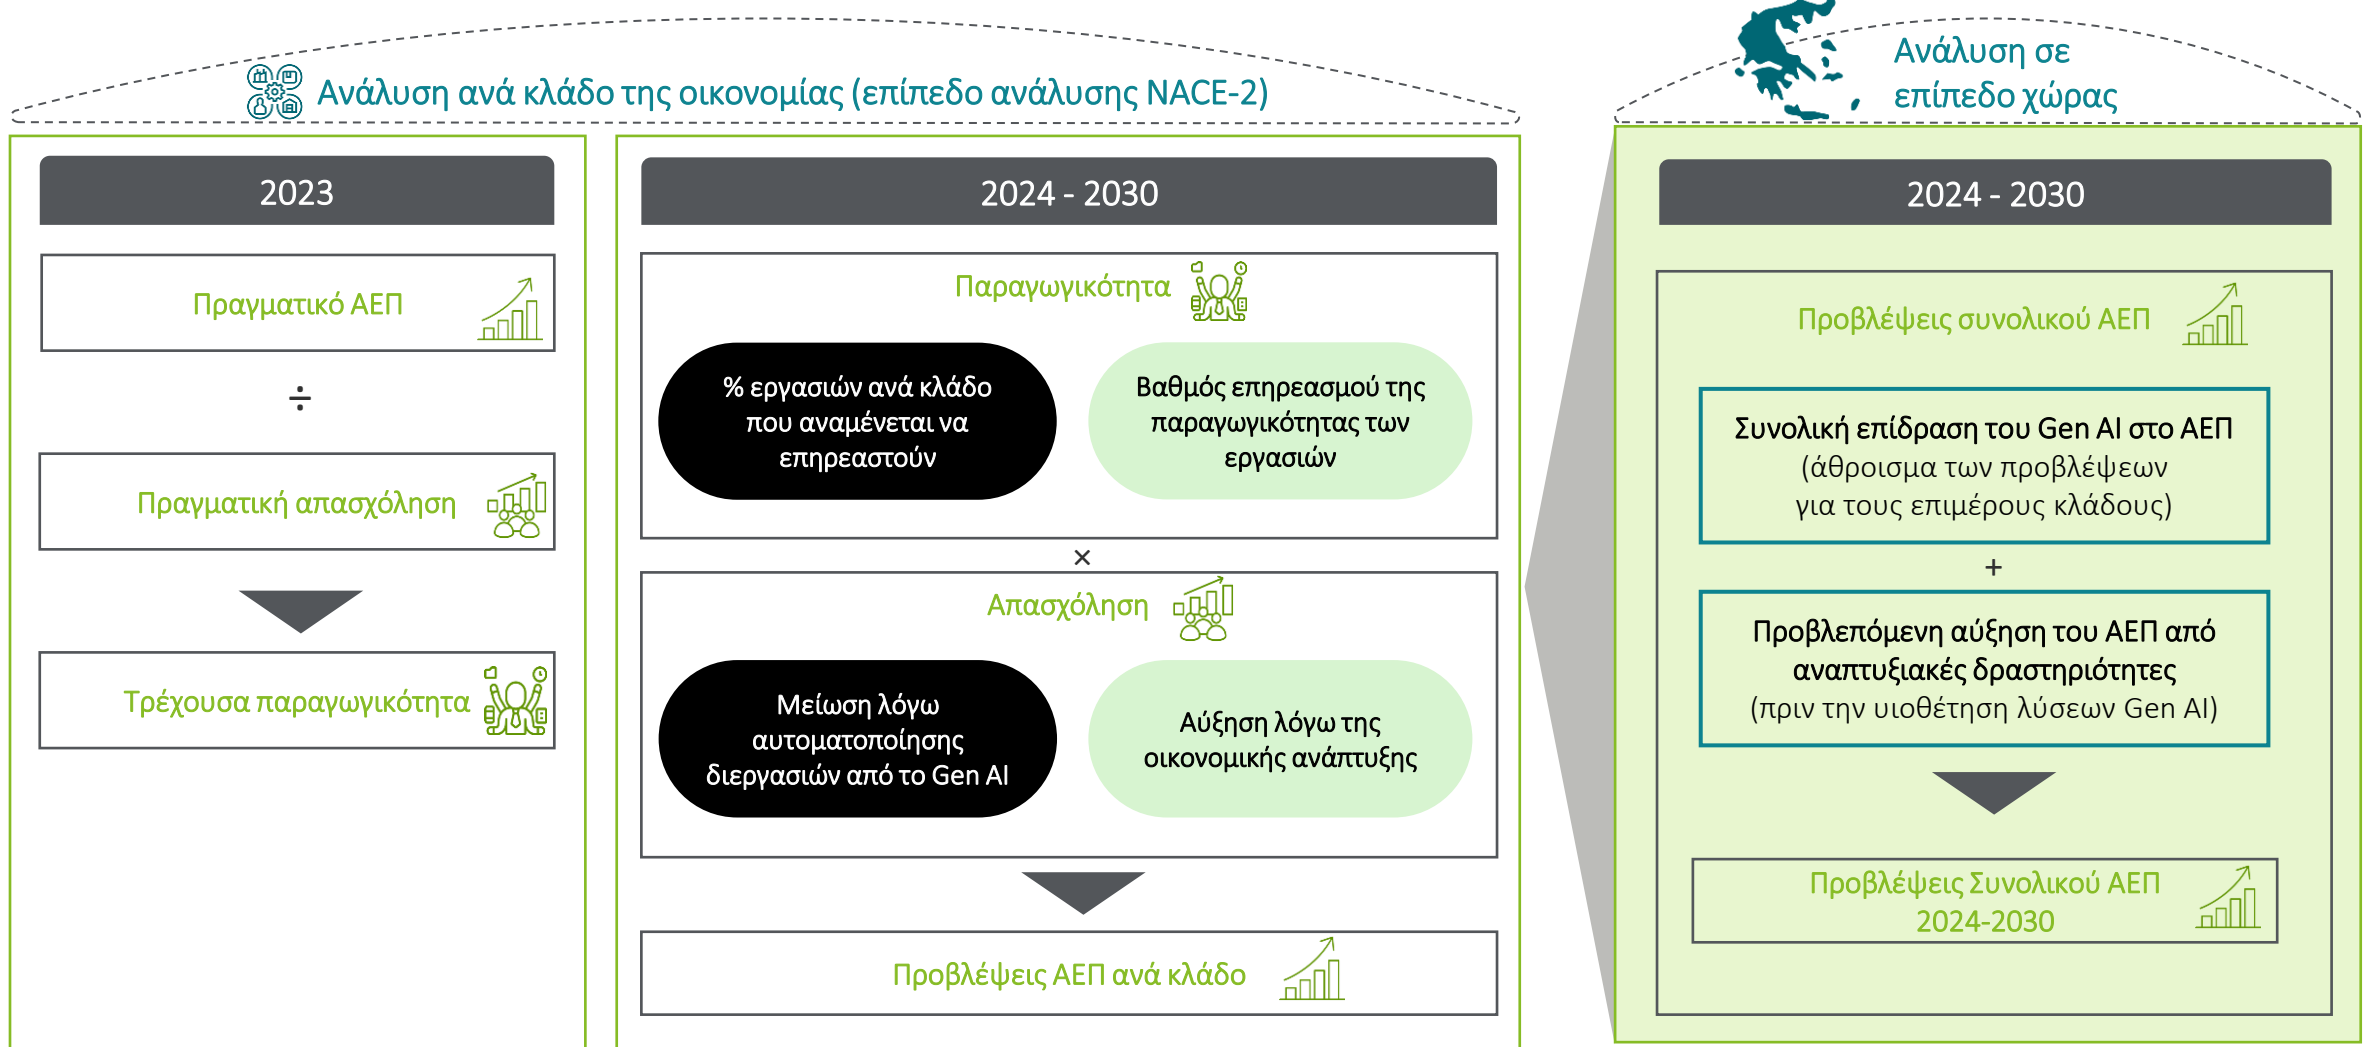 Ανάλυση ανά κλάδο της οικονομίας (επίπεδο ανάλυσης NACE-2)
2023
Πραγματικό ΑΕΠ
÷
Πραγματική απασχόληση
Τρέχουσα παραγωγικότητα
2024 - 2030
Παραγωγικότητα
% εργασιών ανά κλάδο
που αναμένεται να
επηρεαστούν
Βαθμός επηρεασμού της
παραγωγικότητας των
εργασιών
×
Απασχόληση
Μείωση λόγω
αυτοματοποίησης
διεργασιών από το Gen AI
Αύξηση λόγω της
οικονομικής ανάπτυξης
Προβλέψεις ΑΕΠ ανά κλάδο
Ανάλυση σε
επίπεδο χώρας
2024 - 2030
Προβλέψεις συνολικού ΑΕΠ
Συνολική επίδραση του Gen AI στο ΑΕΠ
(άθροισμα των προβλέψεων
για τους επιμέρους κλάδους)
+
Προβλεπόμενη αύξηση του ΑΕΠ από
αναπτυξιακές δραστηριότητες
(πριν την υιοθέτηση λύσεων Gen AI)
Προβλέψεις Συνολικού ΑΕΠ
2024-2030